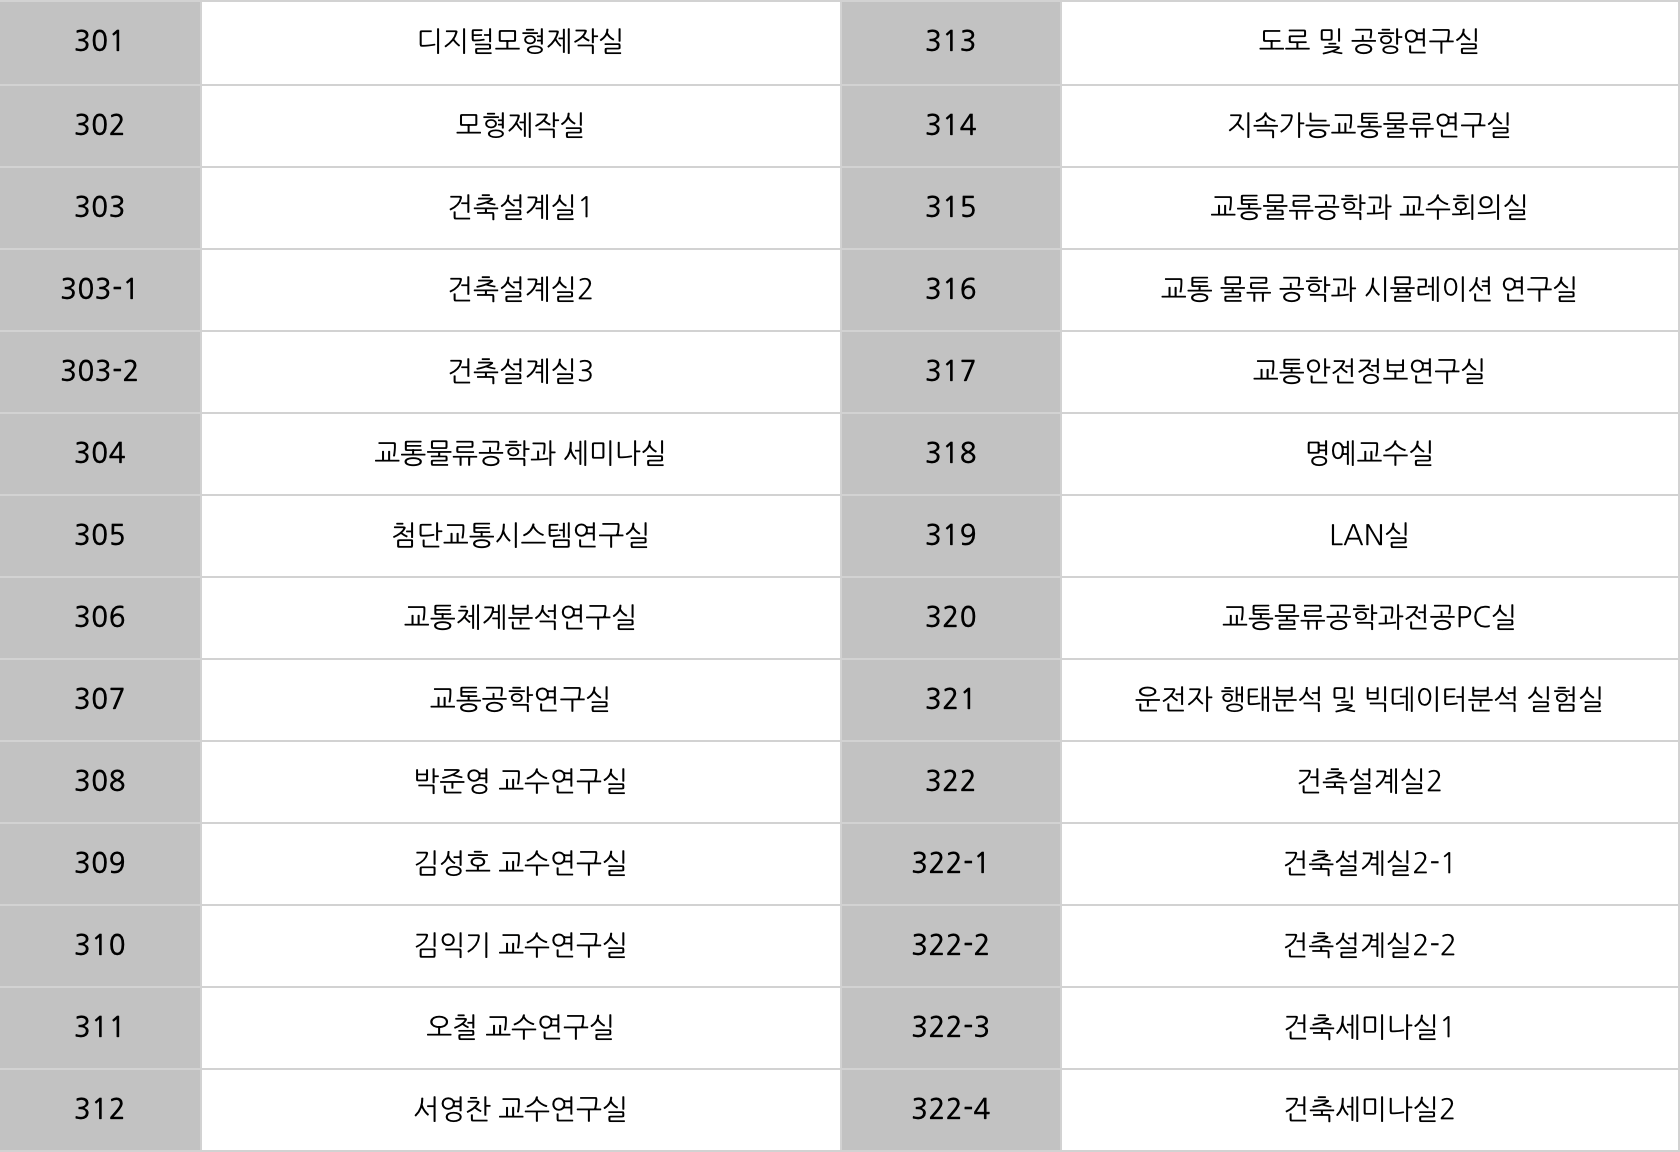 301 디지털모형제작실 313 도로 및 공항연구실
302 모형제작실 314 지속가능교통물류연구실
303 건축설계실1 315 교통물류공학과 교수회의실
303-1 건축설계실2 316 교통 물류 공학과 시뮬레이션 연구실
303-2 건축설계실3 317 교통안전정보연구실
304 교통물류공학과 세미나실 318 명예교수실
305 첨단교통시스템연구실 319 LAN실
306 교통체계분석연구실 320 교통물류공학과전공PC실
307 교통공학연구실 321 운전자 행태분석 및 빅데이터분석 실험실
308 박준영 교수연구실 322 건축설계실2
309 김성호 교수연구실 322-1 건축설계실2-1
310 김익기 교수연구실 322-2 건축설계실2-2
311 오철 교수연구실 322-3 건축세미나실1
312 서영찬 교수연구실 322-4 건축세미나실2